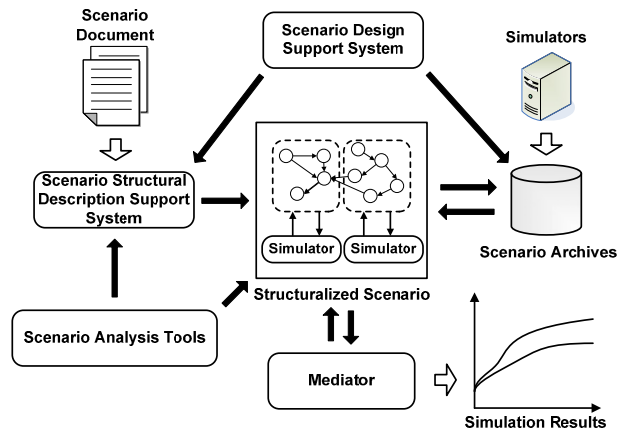 Scenario
Document
Scenario Design
Support System
Simulators
Scenario Structural
Description Support
System
Simulator
Simulator
Scenario Archives
Structuralized Scenario
Scenario Analysis Tools
Mediator
Simulation Results